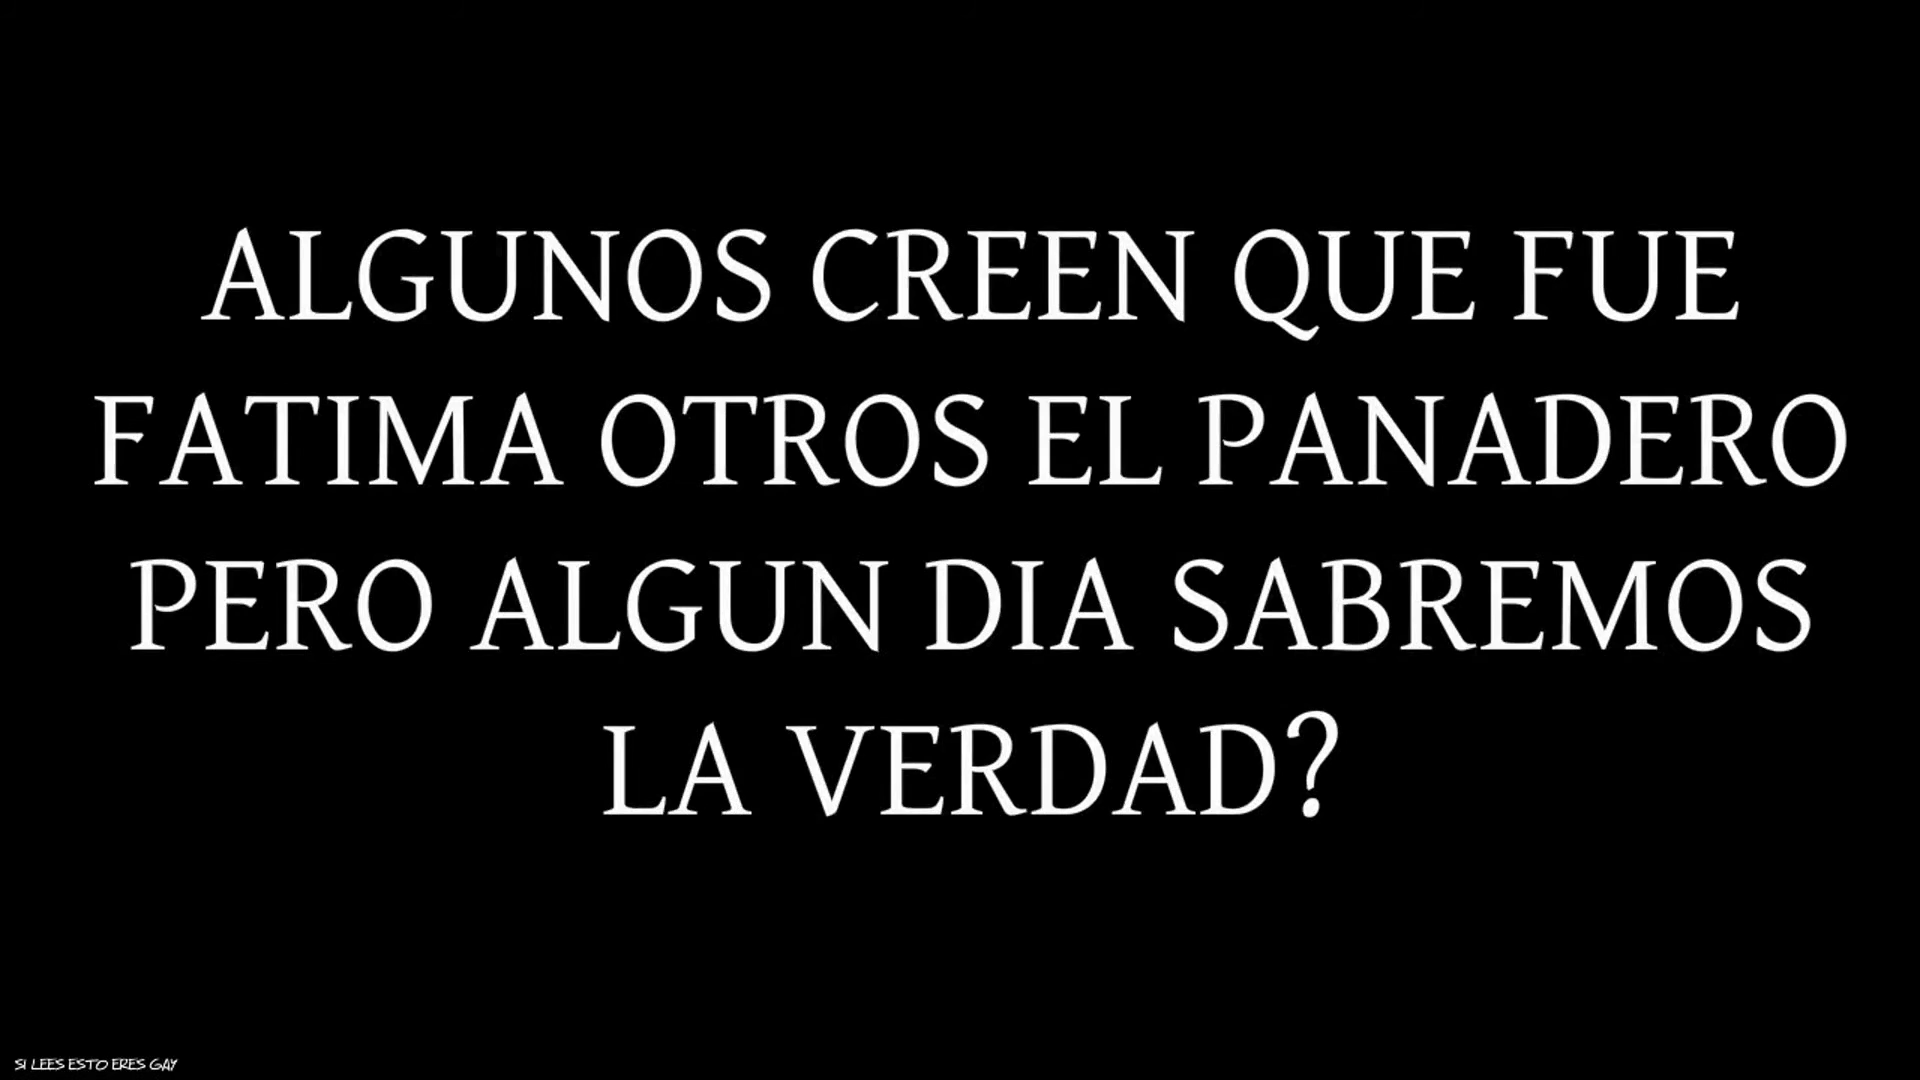 ALGUNOS CREEN QUE FUE
FATIMA OTROS EL PANADERO
PERO ALGUN DIA SABREMOS
LA VERDAD?
SI LEES ESTO ERES GAY